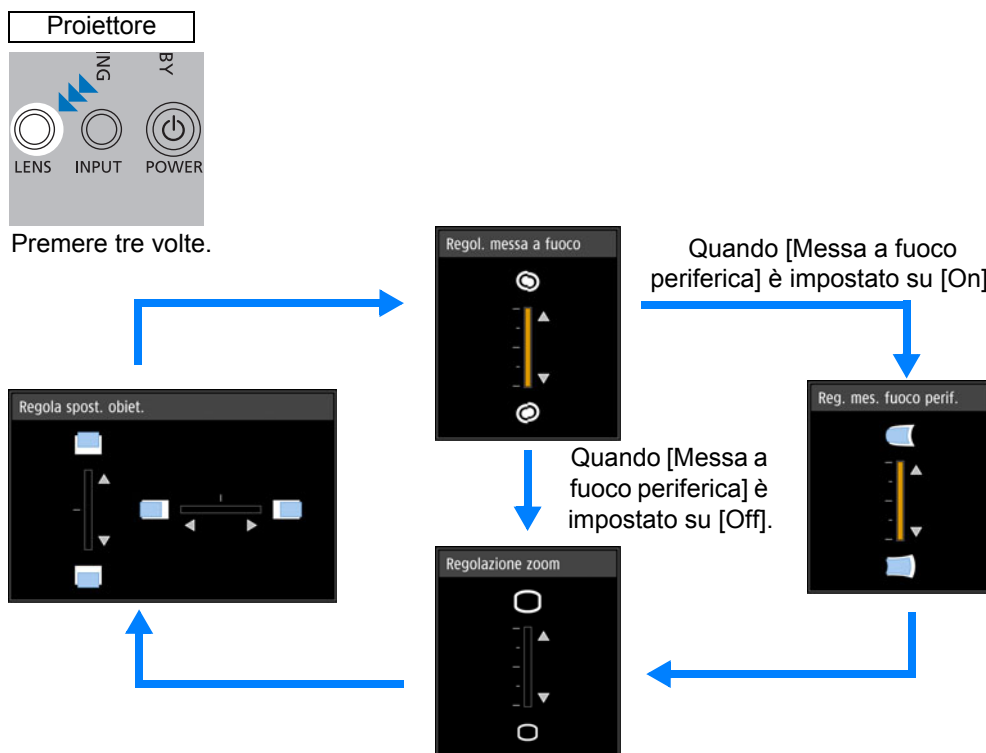 Proiettore
NG
BY
LENS
INPUT
POWER
Premere tre volte.
Regol. messa a fuoco
Quando [Messa a fuoco
periferica] è impostato su [On]
Regola spost. obiet.
Reg. mes. fuoco perif.
Quando [Messa a
fuoco periferica] è
impostato su [Off].
Regolazione zoom